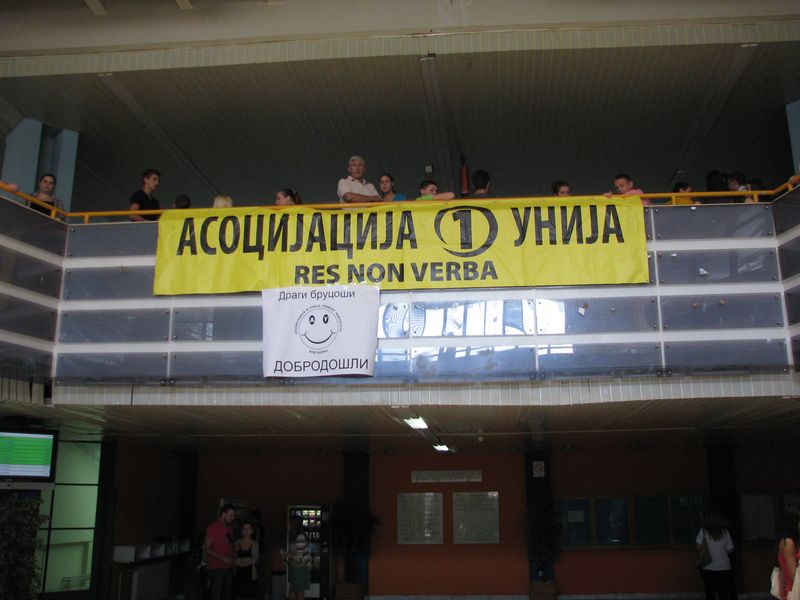 АСОЦИЈАЦИЈА 1 УНИЈА
RES NON VERBA
Драги бруцоши
ДОБРОДОШЛИ